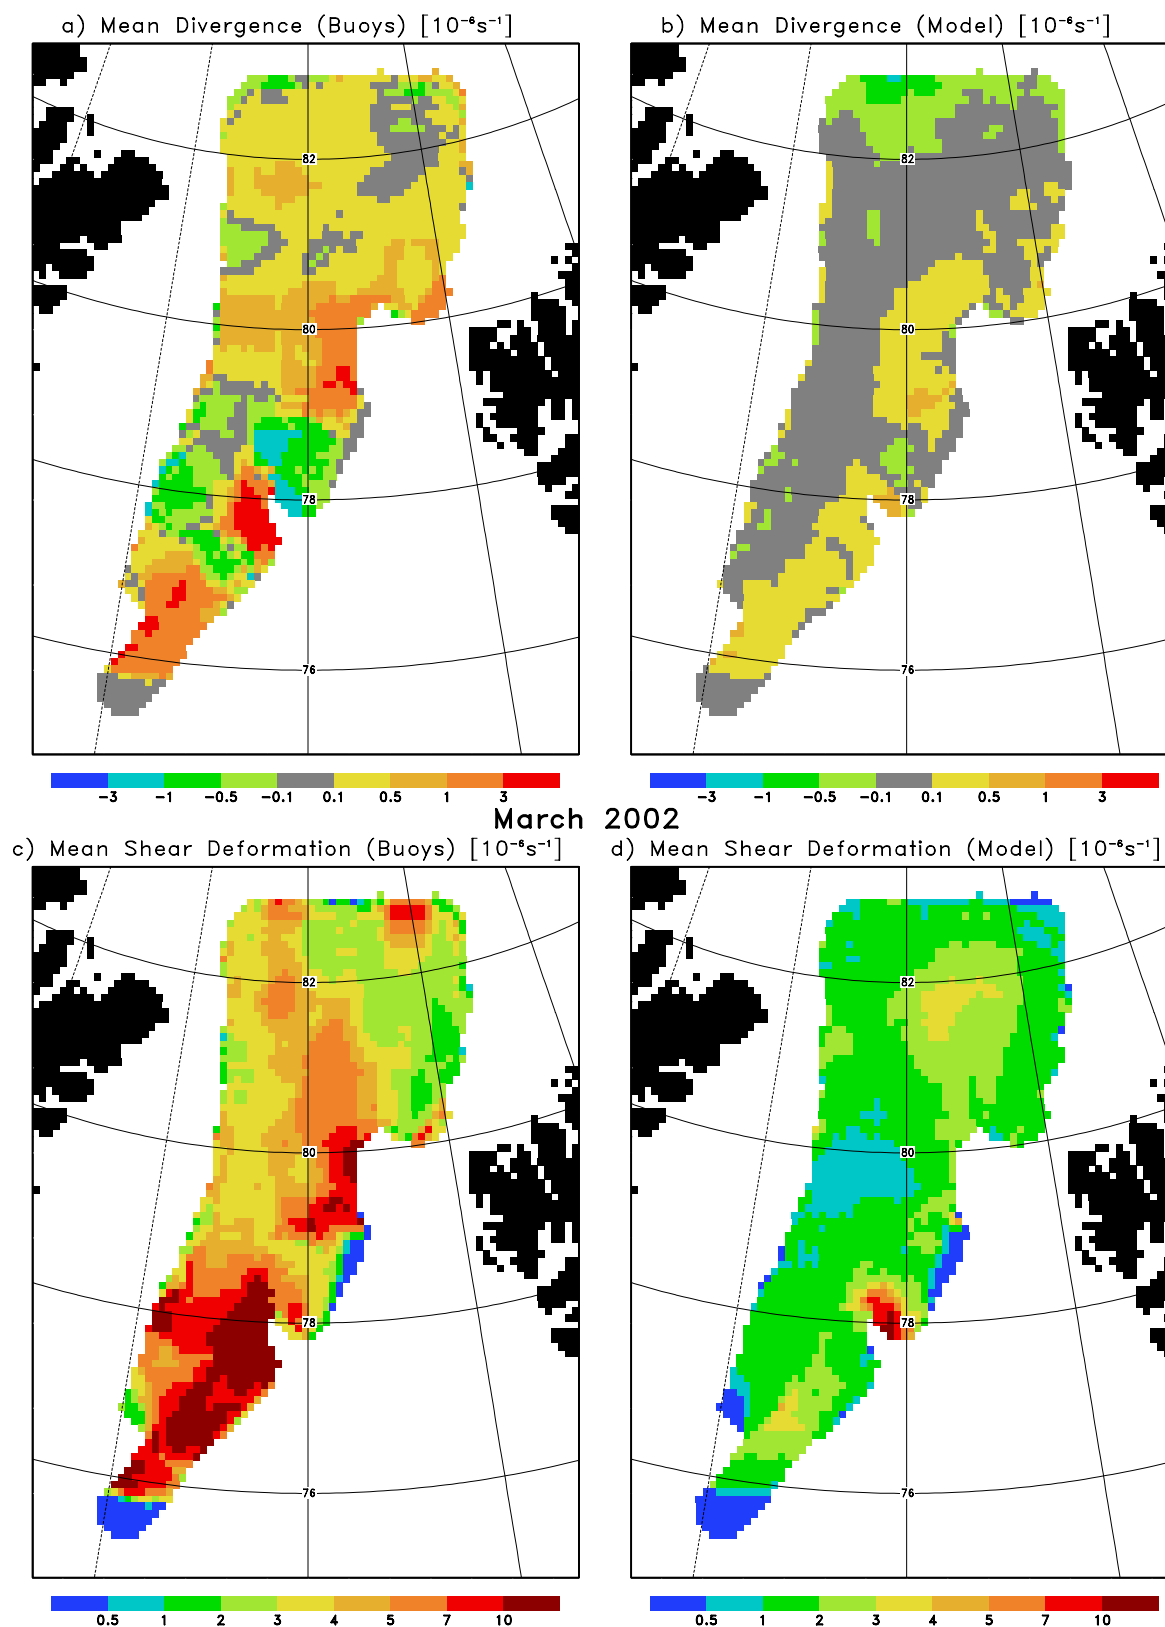 a) Mean Divergence (Buoys) [10⁻⁶s⁻¹]
b) Mean Divergence (Model) [10⁻⁶s⁻¹]
82
80
78
76
82
80
78
76
-3 -1 -0.5 -0.1 0.1 0.5 1 3
-3 -1 -0.5 -0.1 0.1 0.5 1 3
March 2002
c) Mean Shear Deformation (Buoys) [10⁻⁶s⁻¹]
d) Mean Shear Deformation (Model) [10⁻⁶s⁻¹]
82
80
78
76
82
80
78
76
0.5 1 2 3 4 5 7 10
0.5 1 2 3 4 5 7 10